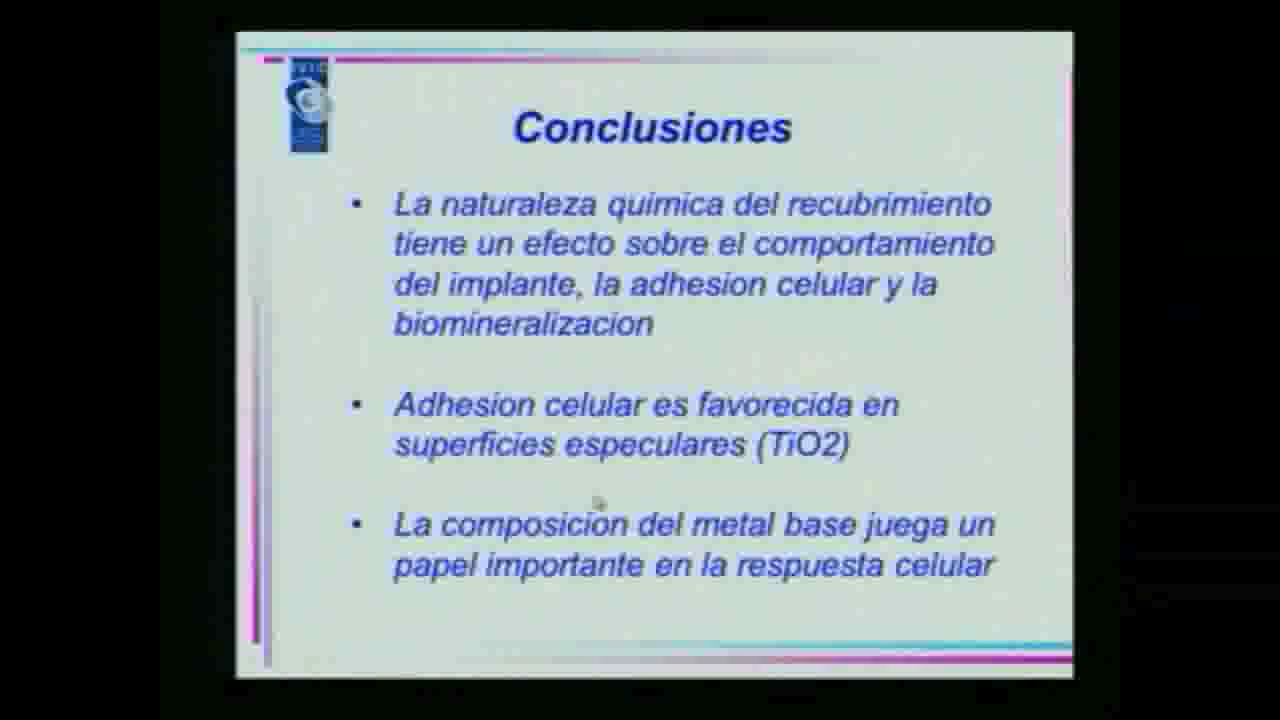 Conclusiones
• La naturaleza quimica del recubrimiento
tiene un efecto sobre el comportamiento
del implante, la adhesion celular y la
biomineralizacion
• Adhesion celular es favorecida en
superficies especulares (TiO2)
• La composicion del metal base juega un
papel importante en la respuesta celular